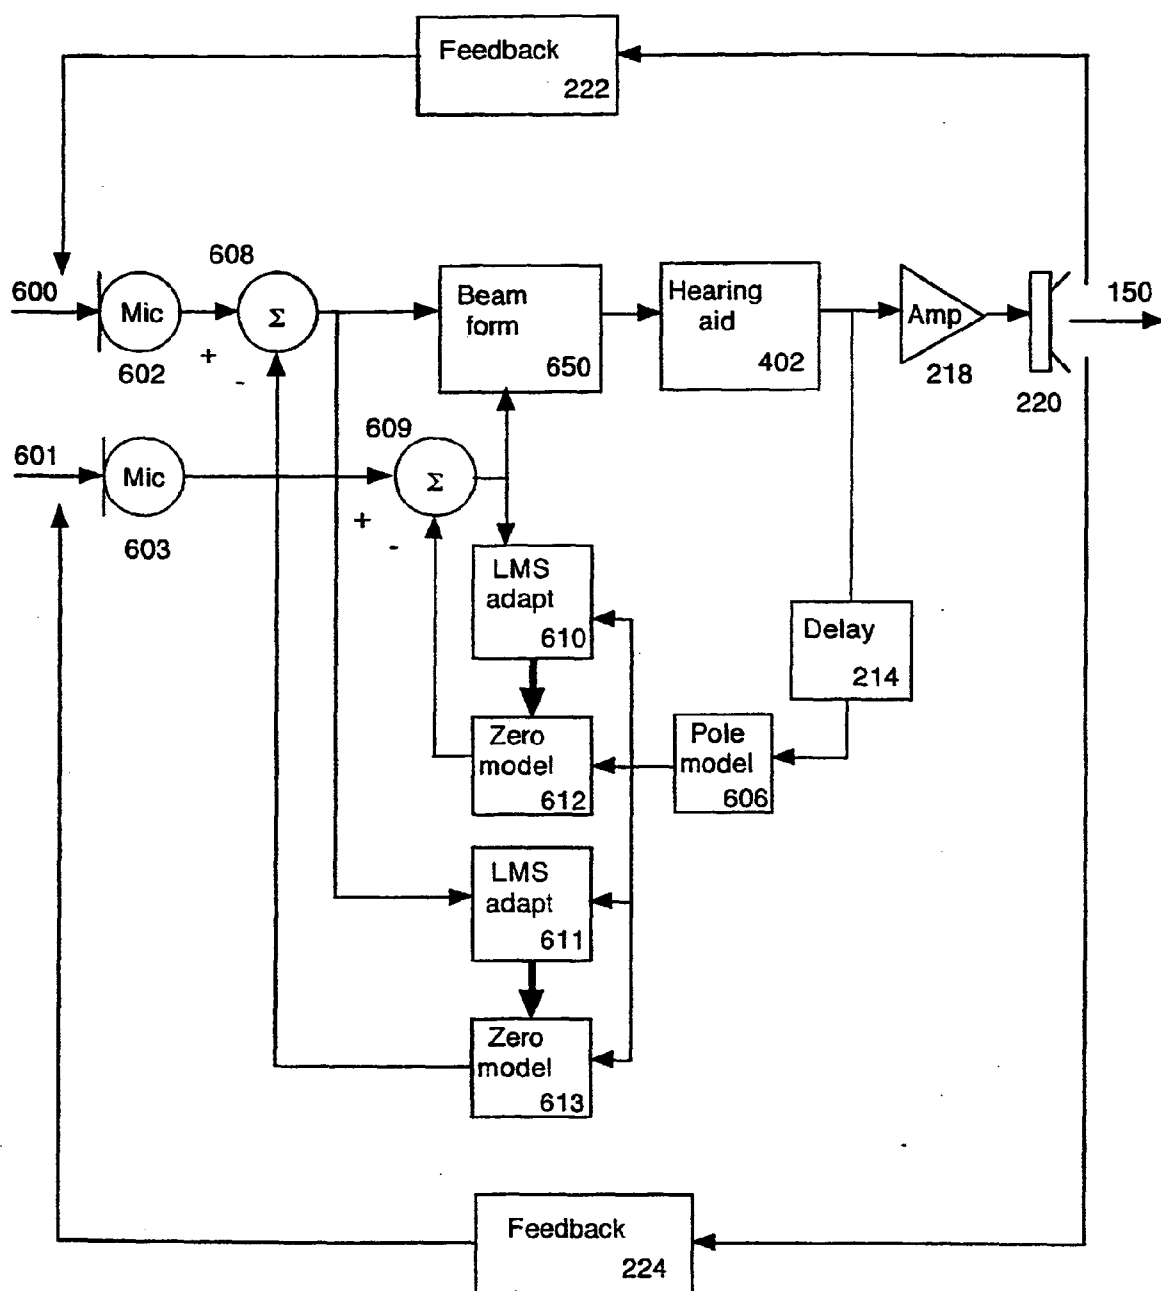 Feedback
222
608
600
150
Mic
Σ
Beam
form
650
Hearing
aid
402
Amp
+
-
602
218
220
609
601
Mic
Σ
+
-
603
LMS
adapt
610
Delay
214
Zero
model
612
Pole
model
606
LMS
adapt
611
Zero
model
613
Feedback
224